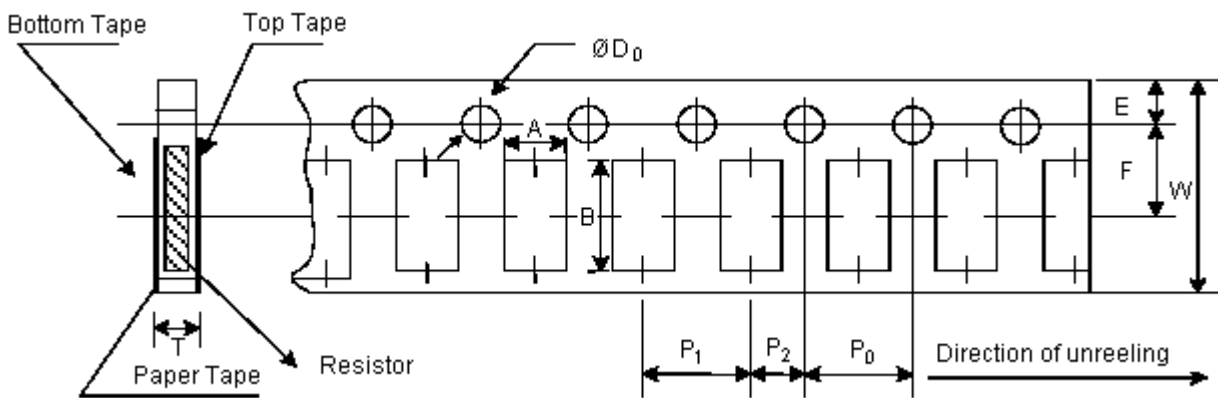 Bottom Tape
Top Tape
ØD₀
E
A
F
W
B
T
P₁
P₂
P₀
Direction of unreeling
Resistor
Paper Tape